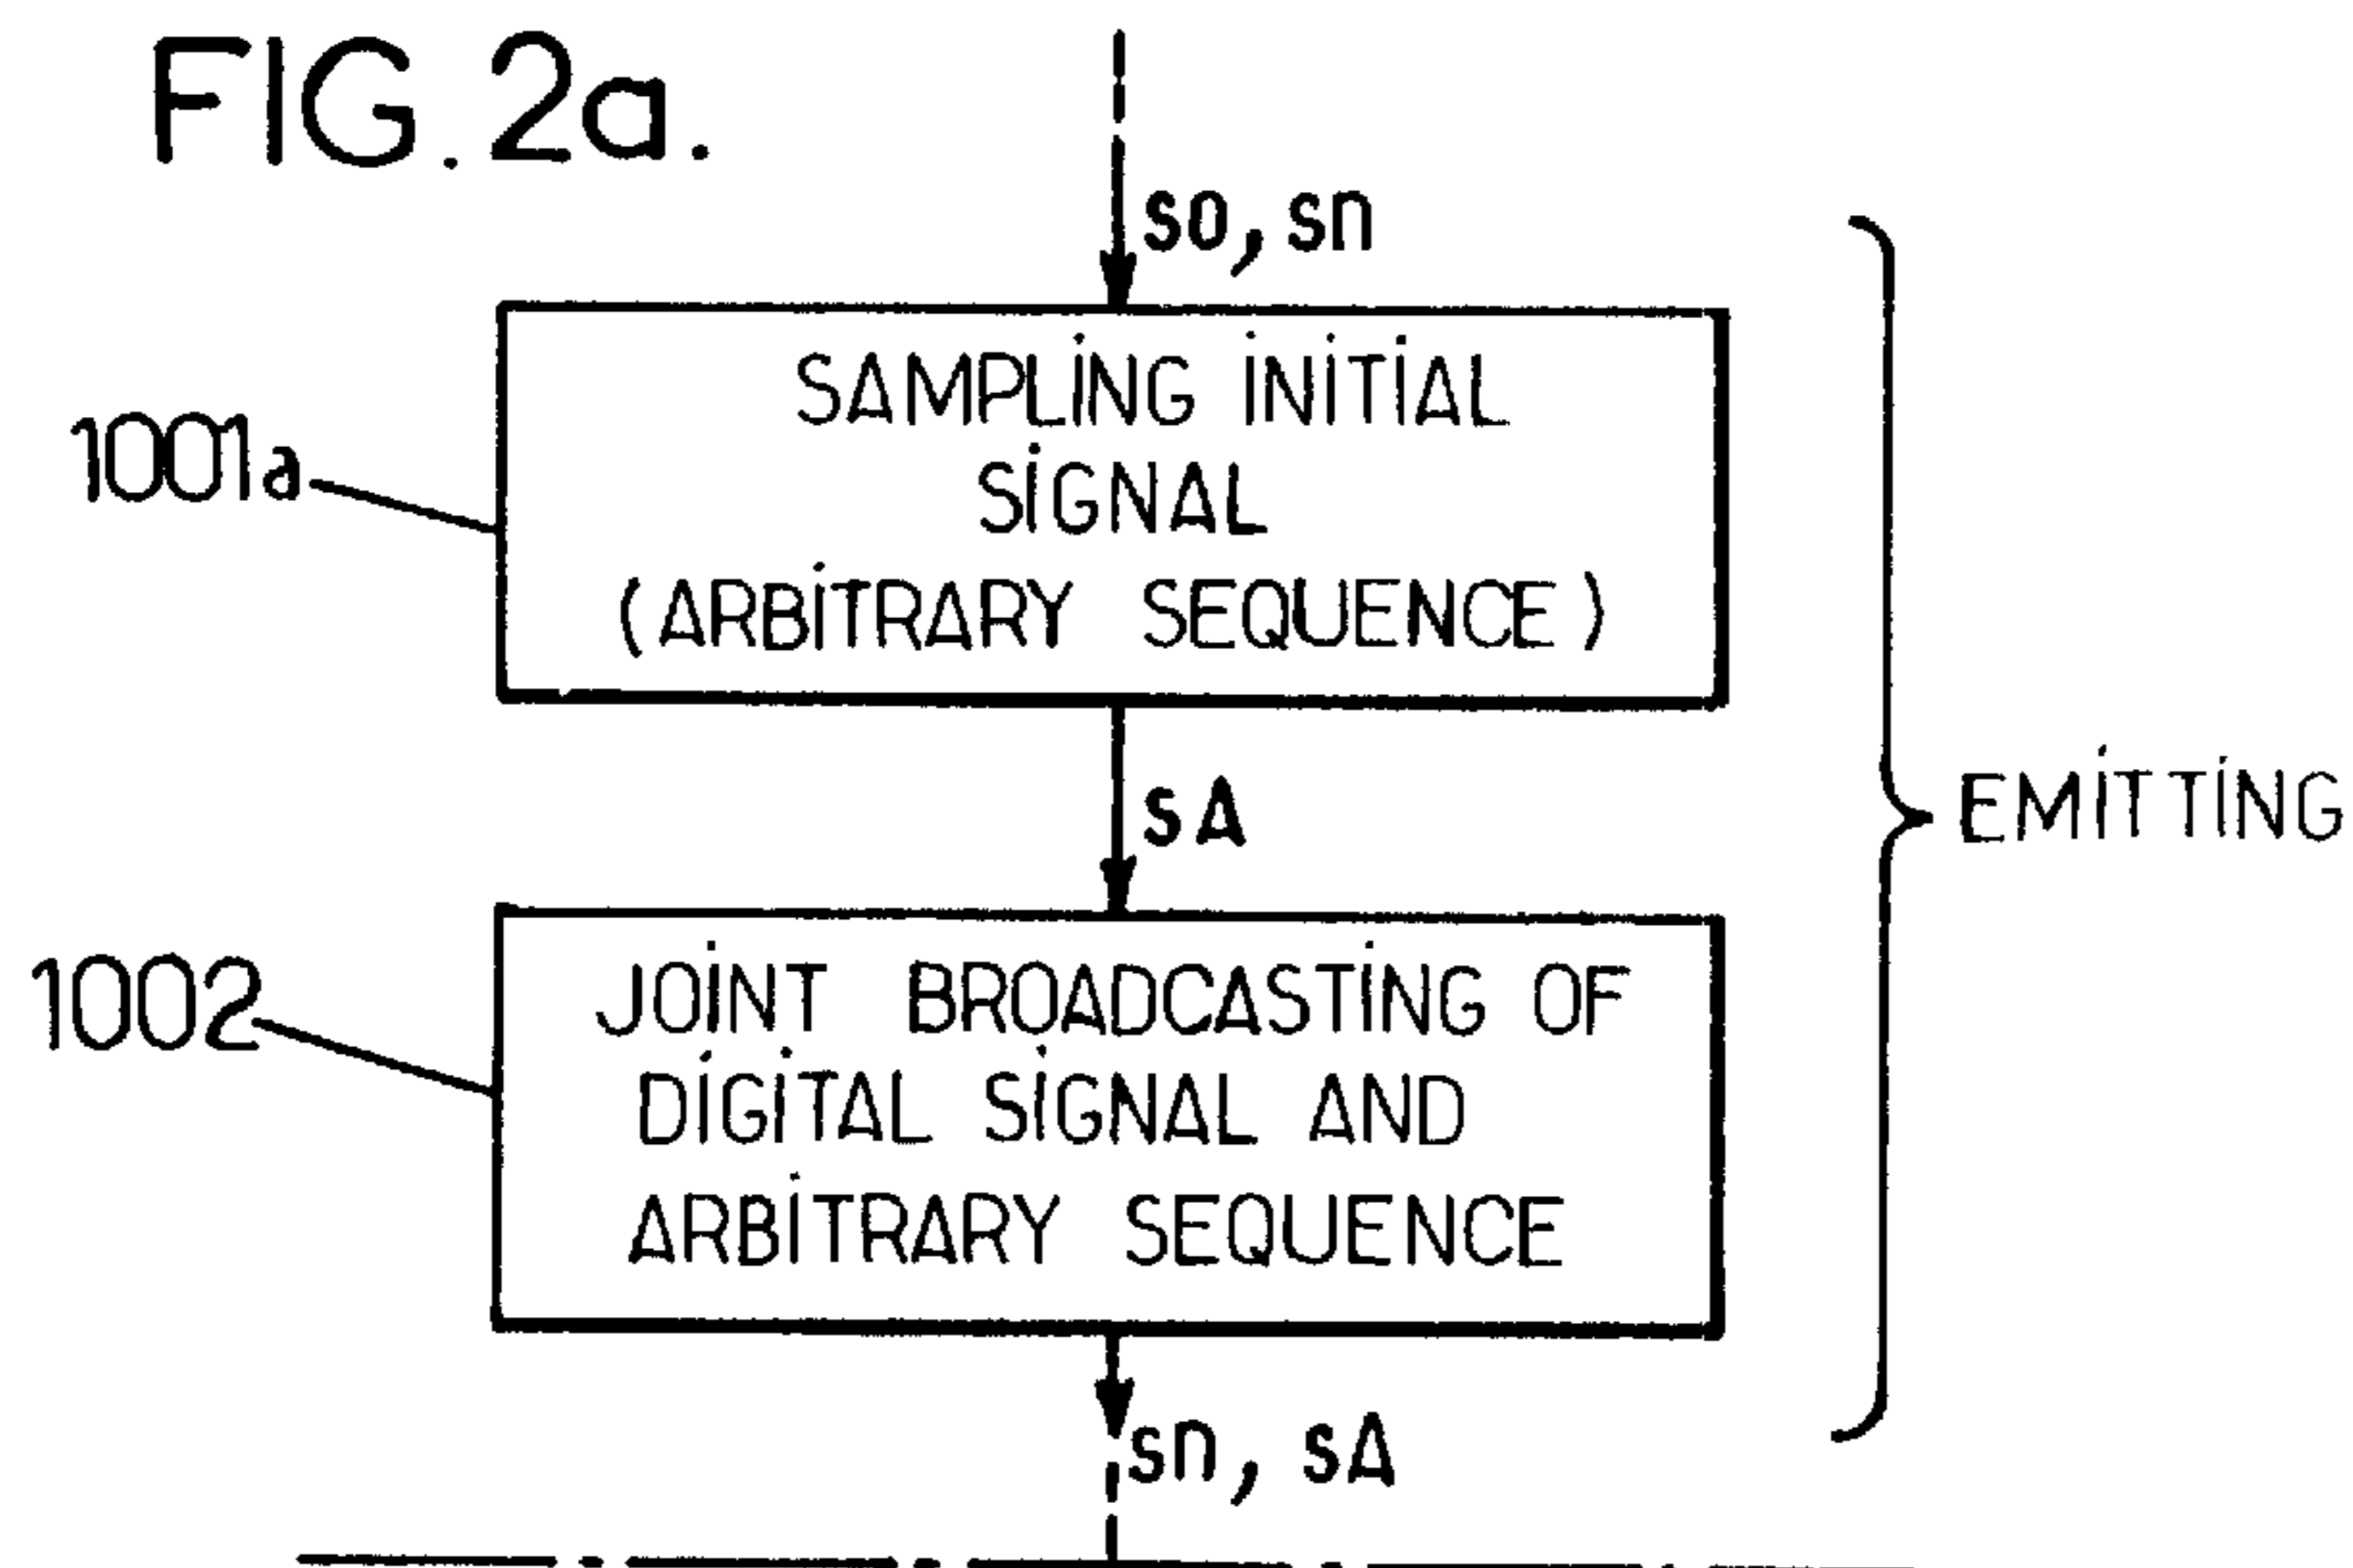 FIG.2a.
so, sn
SAMPLING INITIAL
SIGNAL
(ARBITRARY SEQUENCE)
1001a
sA
EMITTING
JOINT BROADCASTING OF
DIGITAL SIGNAL AND
ARBITRARY SEQUENCE
1002
sn, sA